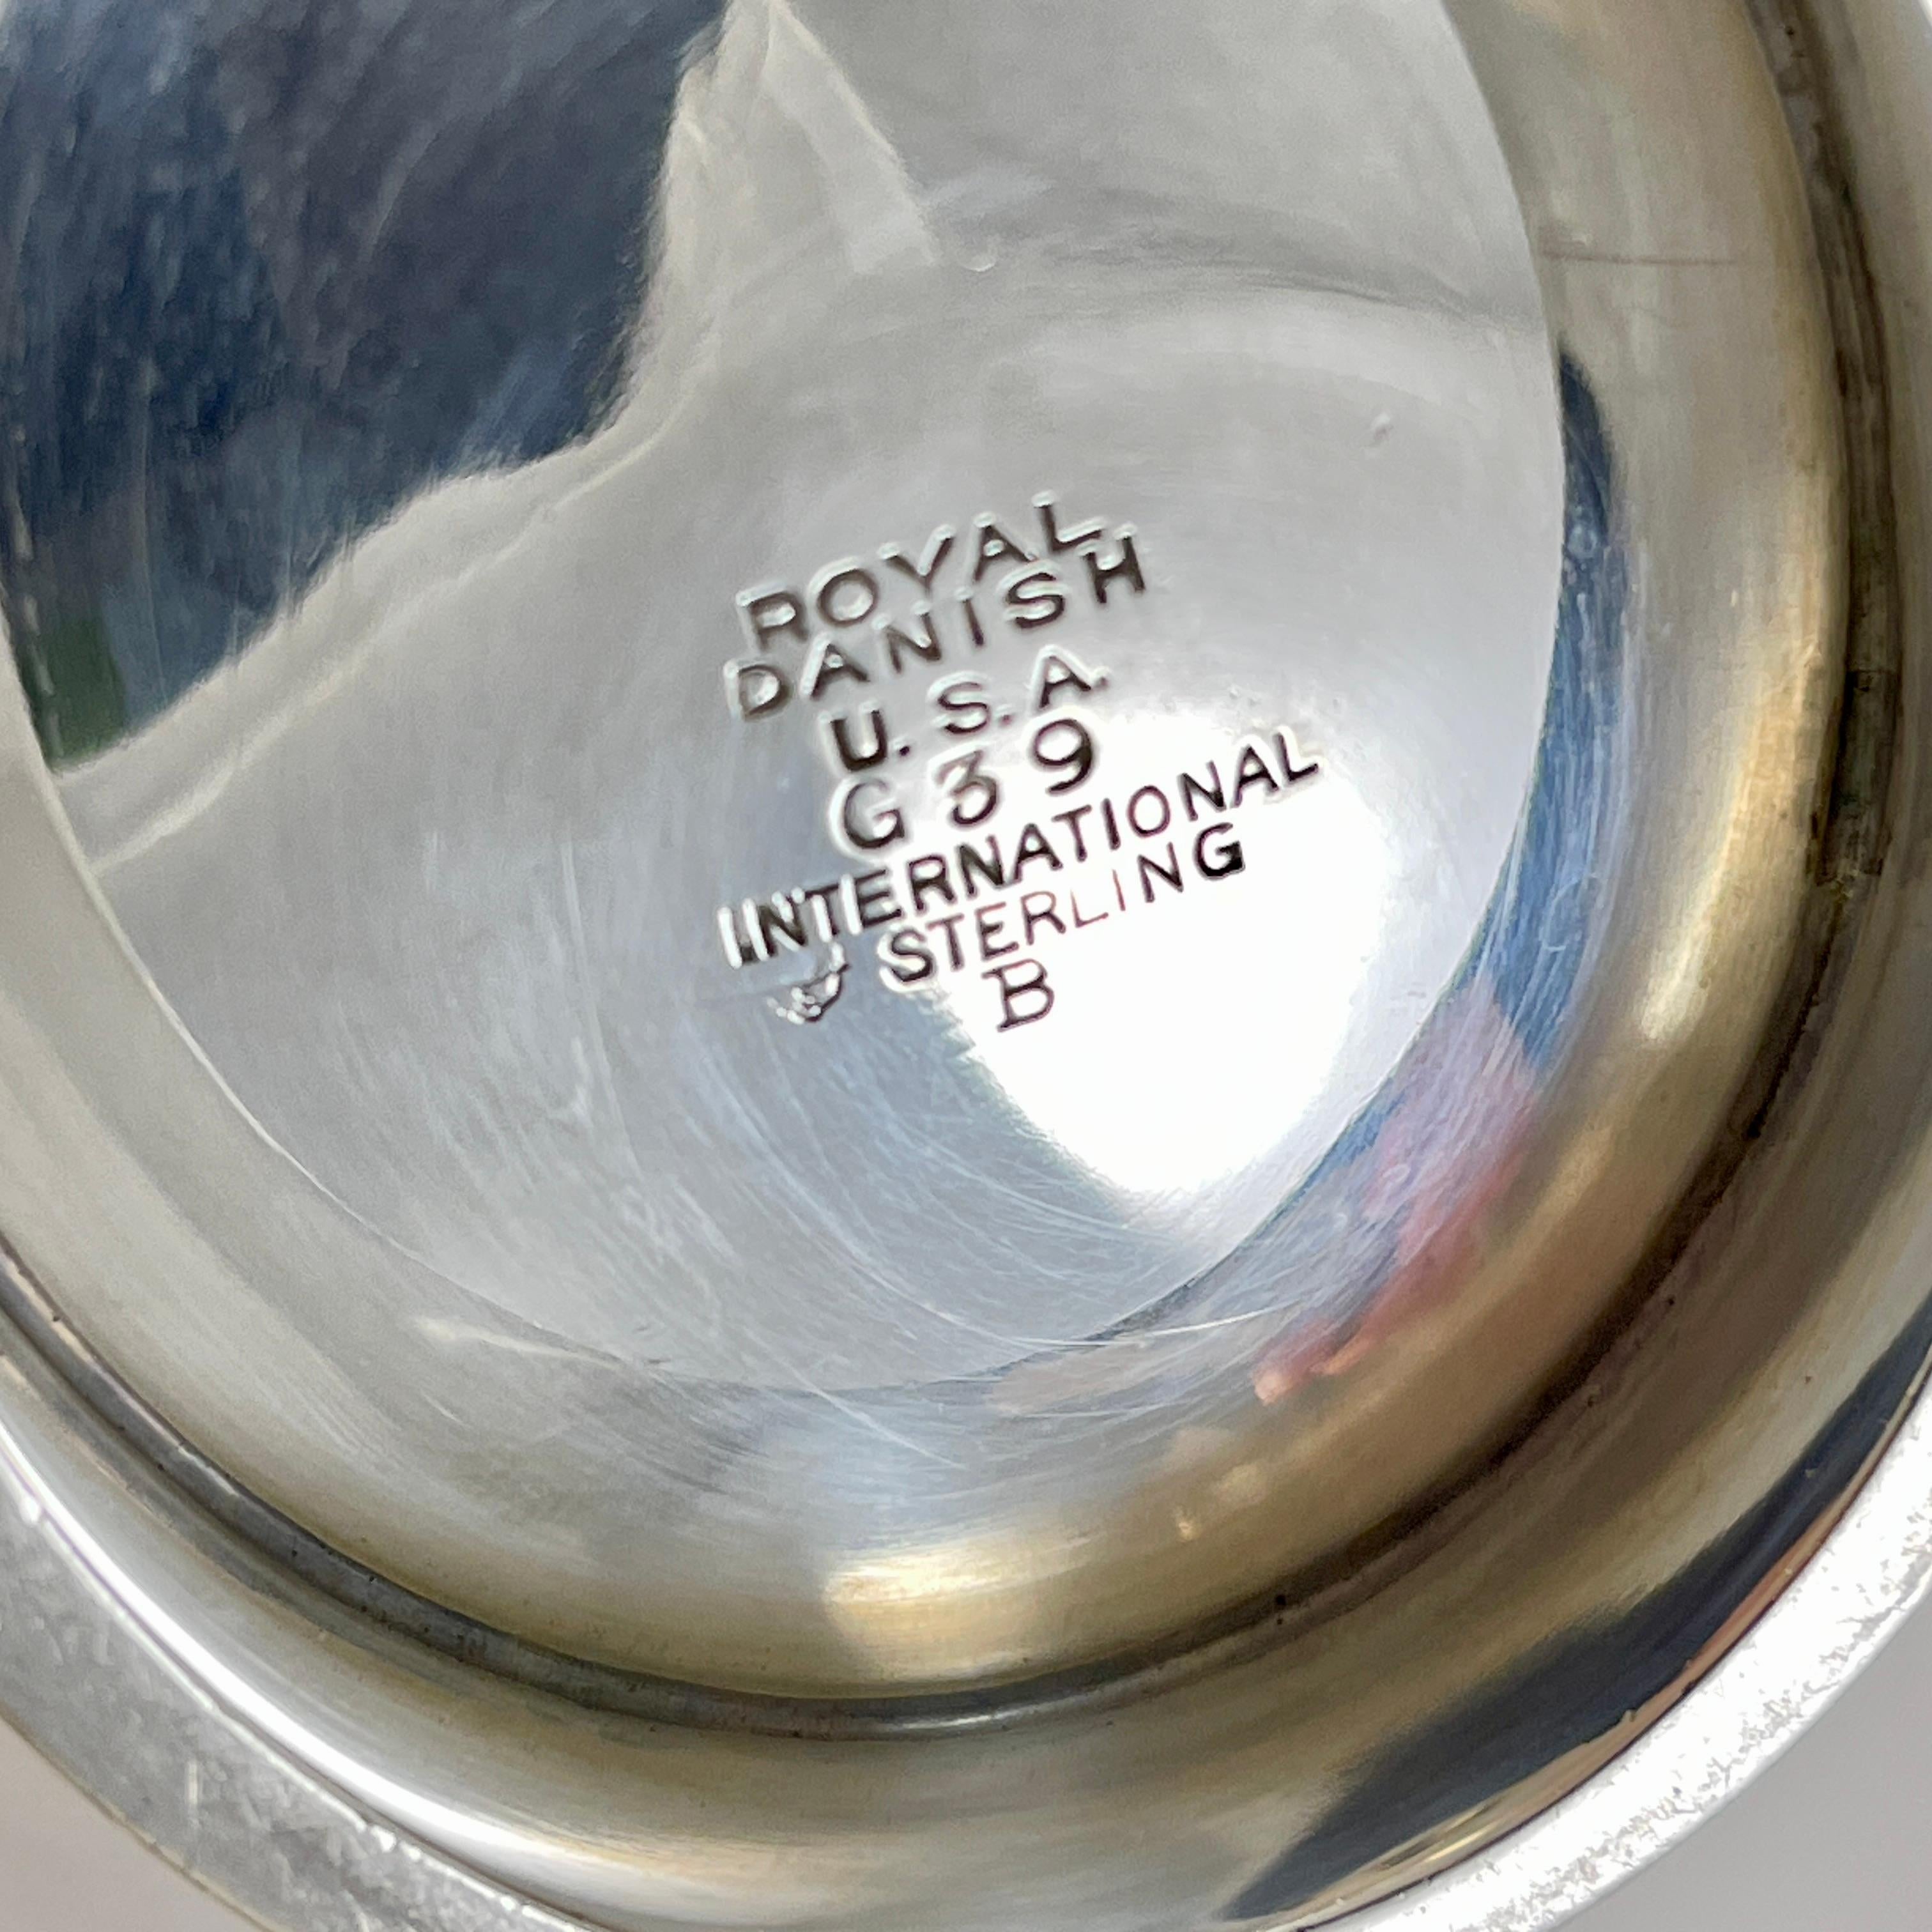 ROYAL
DANISH
U.S.A.
G39
INTERNATIONAL
STERLING
B